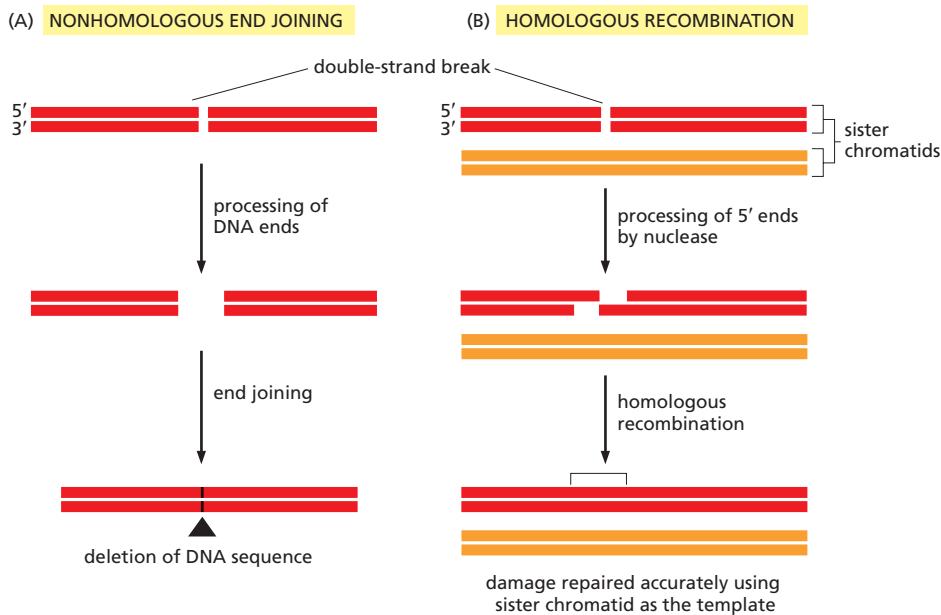 (A) NONHOMOLOGOUS END JOINING
(B) HOMOLOGOUS RECOMBINATION
double-strand break
5′
3′
5′
3′
sister
chromatids
processing of
DNA ends
processing of 5′ ends
by nuclease
end joining
homologous
recombination
deletion of DNA sequence
damage repaired accurately using
sister chromatid as the template